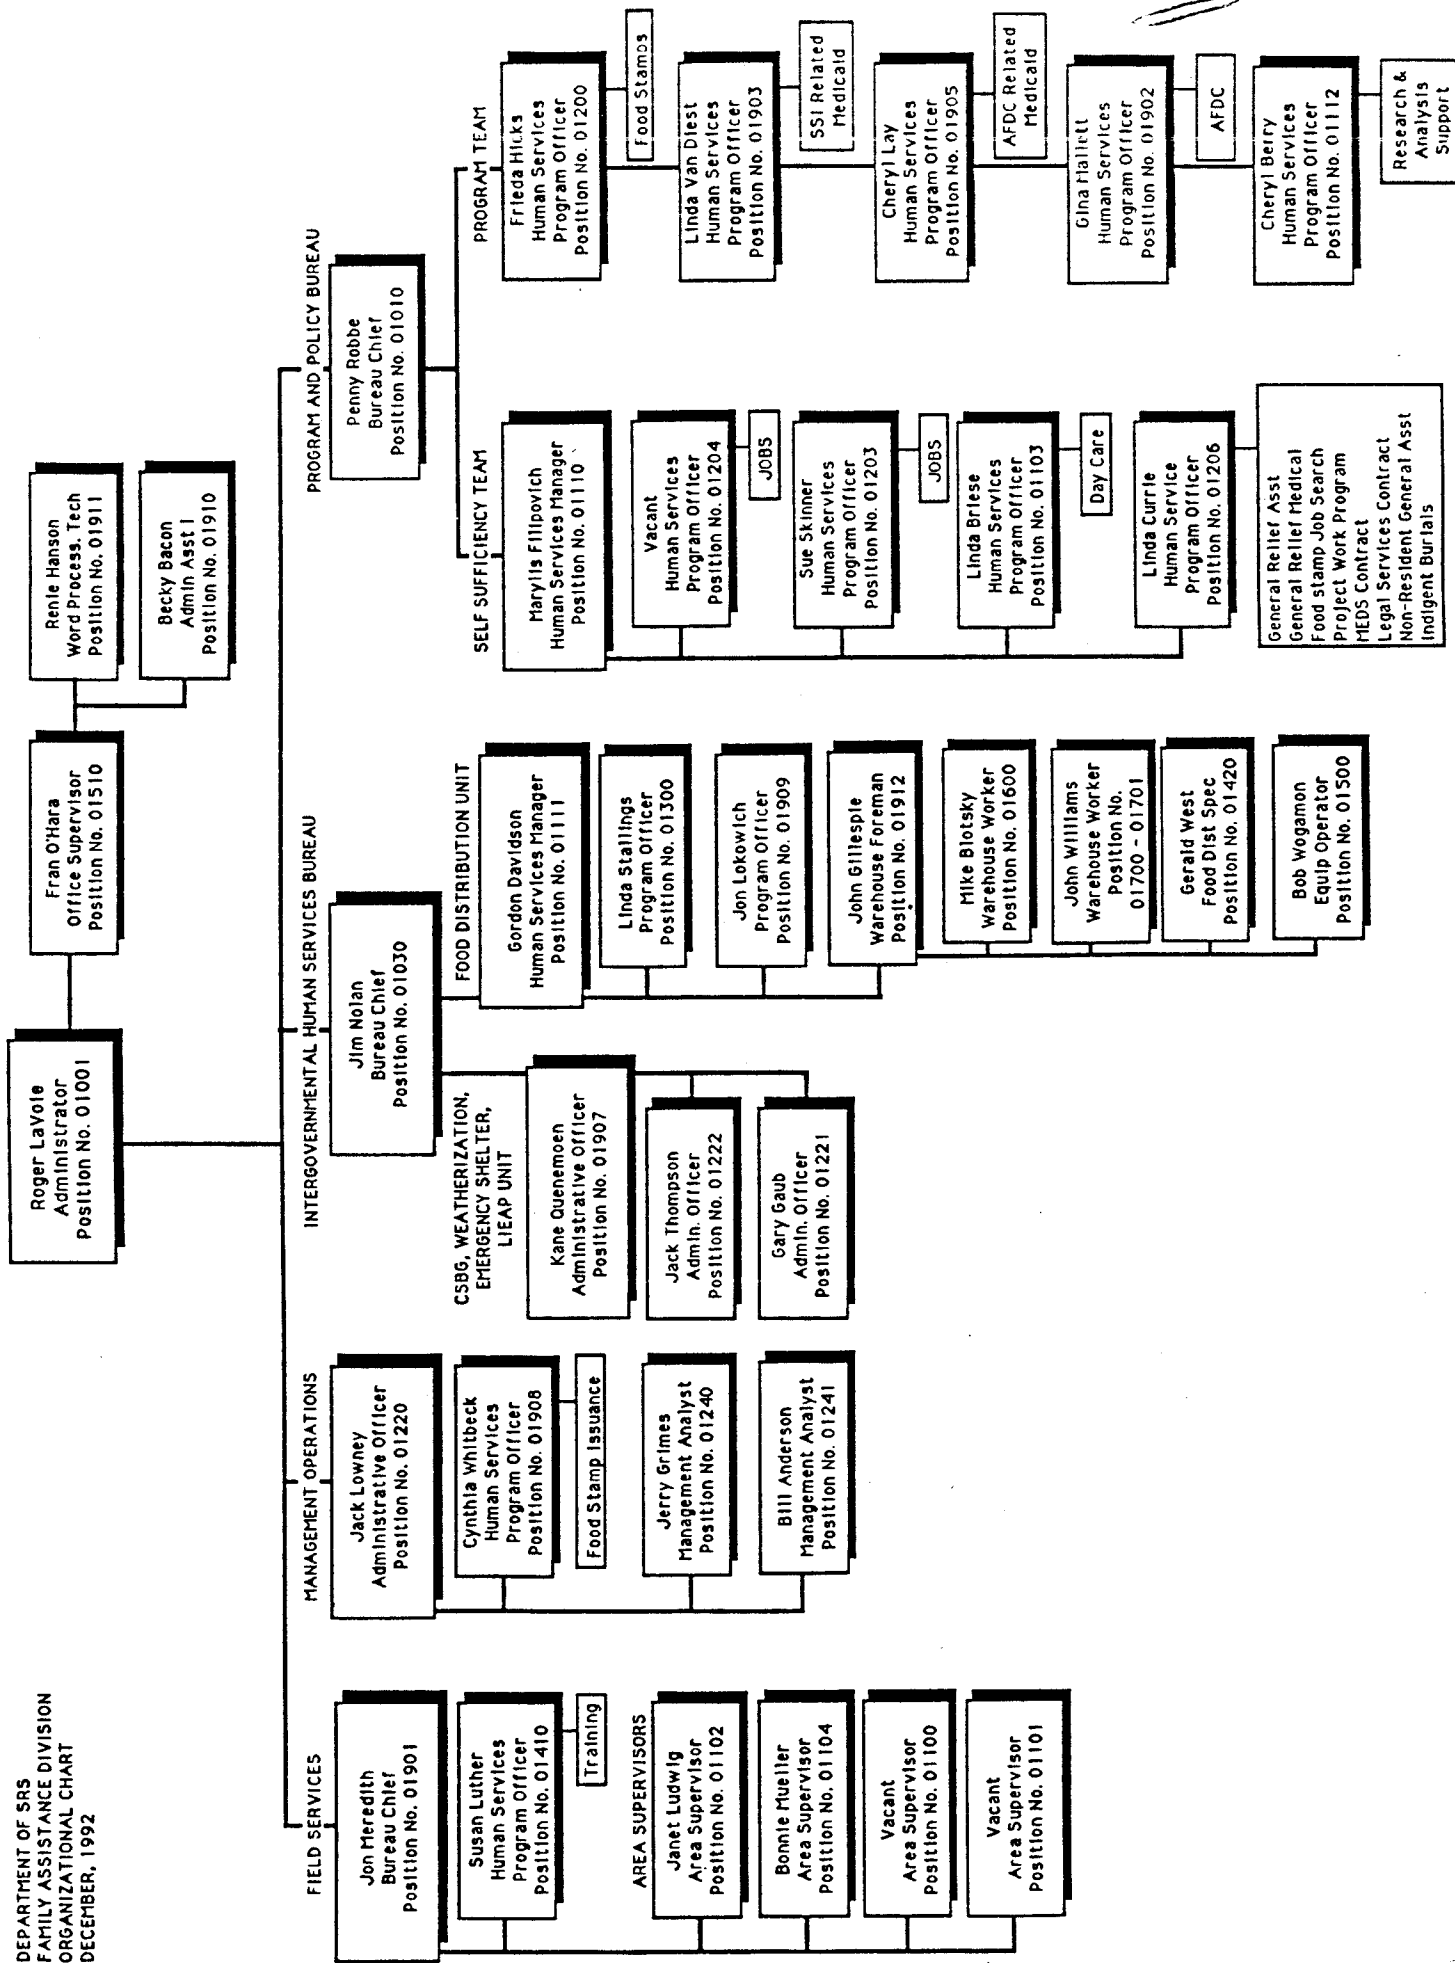 DEPARTMENT OF SRS
FAMILY ASSISTANCE DIVISION
ORGANIZATIONAL CHART
DECEMBER, 1992
Roger LaVoie
Administrator
Position No. 01001
Fran O'Hara
Office Supervisor
Position No. 01510
Renie Hanson
Word Process. Tech
Position No. 01911
Becky Bacon
Admin Asst I
Position No. 01910
FIELD SERVICES
Jon Meredith
Bureau Chief
Position No. 01901
Susan Luther
Human Services
Program Officer
Position No. 01410
Training
AREA SUPERVISORS
Janet Ludwig
Area Supervisor
Position No. 01102
Bonnie Mueller
Area Supervisor
Position No. 01104
Vacant
Area Supervisor
Position No. 01100
Vacant
Area Supervisor
Position No. 01101
MANAGEMENT OPERATIONS
Jack Lowney
Administrative Officer
Position No. 01220
Cynthia Whitbeck
Human Services
Program Officer
Position No. 01908
Food Stamp Issuance
Jerry Grimes
Management Analyst
Position No. 01240
Bill Anderson
Management Analyst
Position No. 01241
INTERGOVERNMENTAL HUMAN SERVICES BUREAU
Jim Nolan
Bureau Chief
Position No. 01030
CSBG, WEATHERIZATION,
EMERGENCY SHELTER,
LIEAP UNIT
Kane Quenemoen
Administrative Officer
Position No. 01907
Jack Thompson
Admin. Officer
Position No. 01222
Gary Gaub
Admin. Officer
Position No. 01221
FOOD DISTRIBUTION UNIT
Gordon Davidson
Human Services Manager
Position No. 01111
Linda Stallings
Program Officer
Position No. 01300
Jon Lokowich
Program Officer
Position No. 01909
John Gillespie
Warehouse Foreman
Position No. 01912
Mike Blotsky
Warehouse Worker
Position No. 01600
John Williams
Warehouse Worker
Position No.
01700 - 01701
Gerald West
Food Dist Spec
Position No. 01420
Bob Wogamon
Equip Operator
Position No. 01500
PROGRAM AND POLICY BUREAU
Penny Robbe
Bureau Chief
Position No. 01010
SELF SUFFICIENCY TEAM
Marylis Filipovich
Human Services Manager
Position No. 01110
Vacant
Human Services
Program Officer
Position No. 01204
JOBS
Sue Skinner
Human Services
Program Officer
Position No. 01203
JOBS
Linda Briese
Human Services
Program Officer
Position No. 01103
Day Care
Linda Currie
Human Service
Program Officer
Position No. 01206
General Relief Asst
General Relief Medical
Food stamp Job Search
Project Work Program
MEDS Contract
Legal Services Contract
Non-Resident General Asst
Indigent Burials
PROGRAM TEAM
Frieda Hicks
Human Services
Program Officer
Position No. 01200
Food Stamps
Linda Van Diest
Human Services
Program Officer
Position No. 01903
SSI Related
Medicaid
Cheryl Lay
Human Services
Program Officer
Position No. 01905
AFDC Related
Medicaid
Gina Hallett
Human Services
Program Officer
Position No. 01902
AFDC
Cheryl Berry
Human Services
Program Officer
Position No. 01112
Research &
Analysis
Support